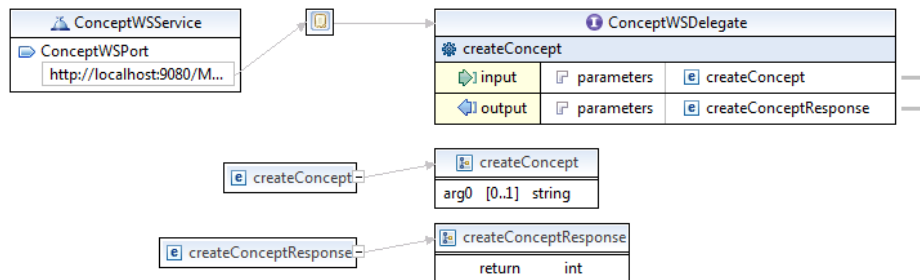 ConceptWSService
ConceptWSPort
http://localhost:9080/M...
ConceptWSDelegate
createConcept
input parameters createConcept
output parameters createConceptResponse
createConcept
createConcept
arg0 [0..1] string
createConceptResponse
createConceptResponse
return int